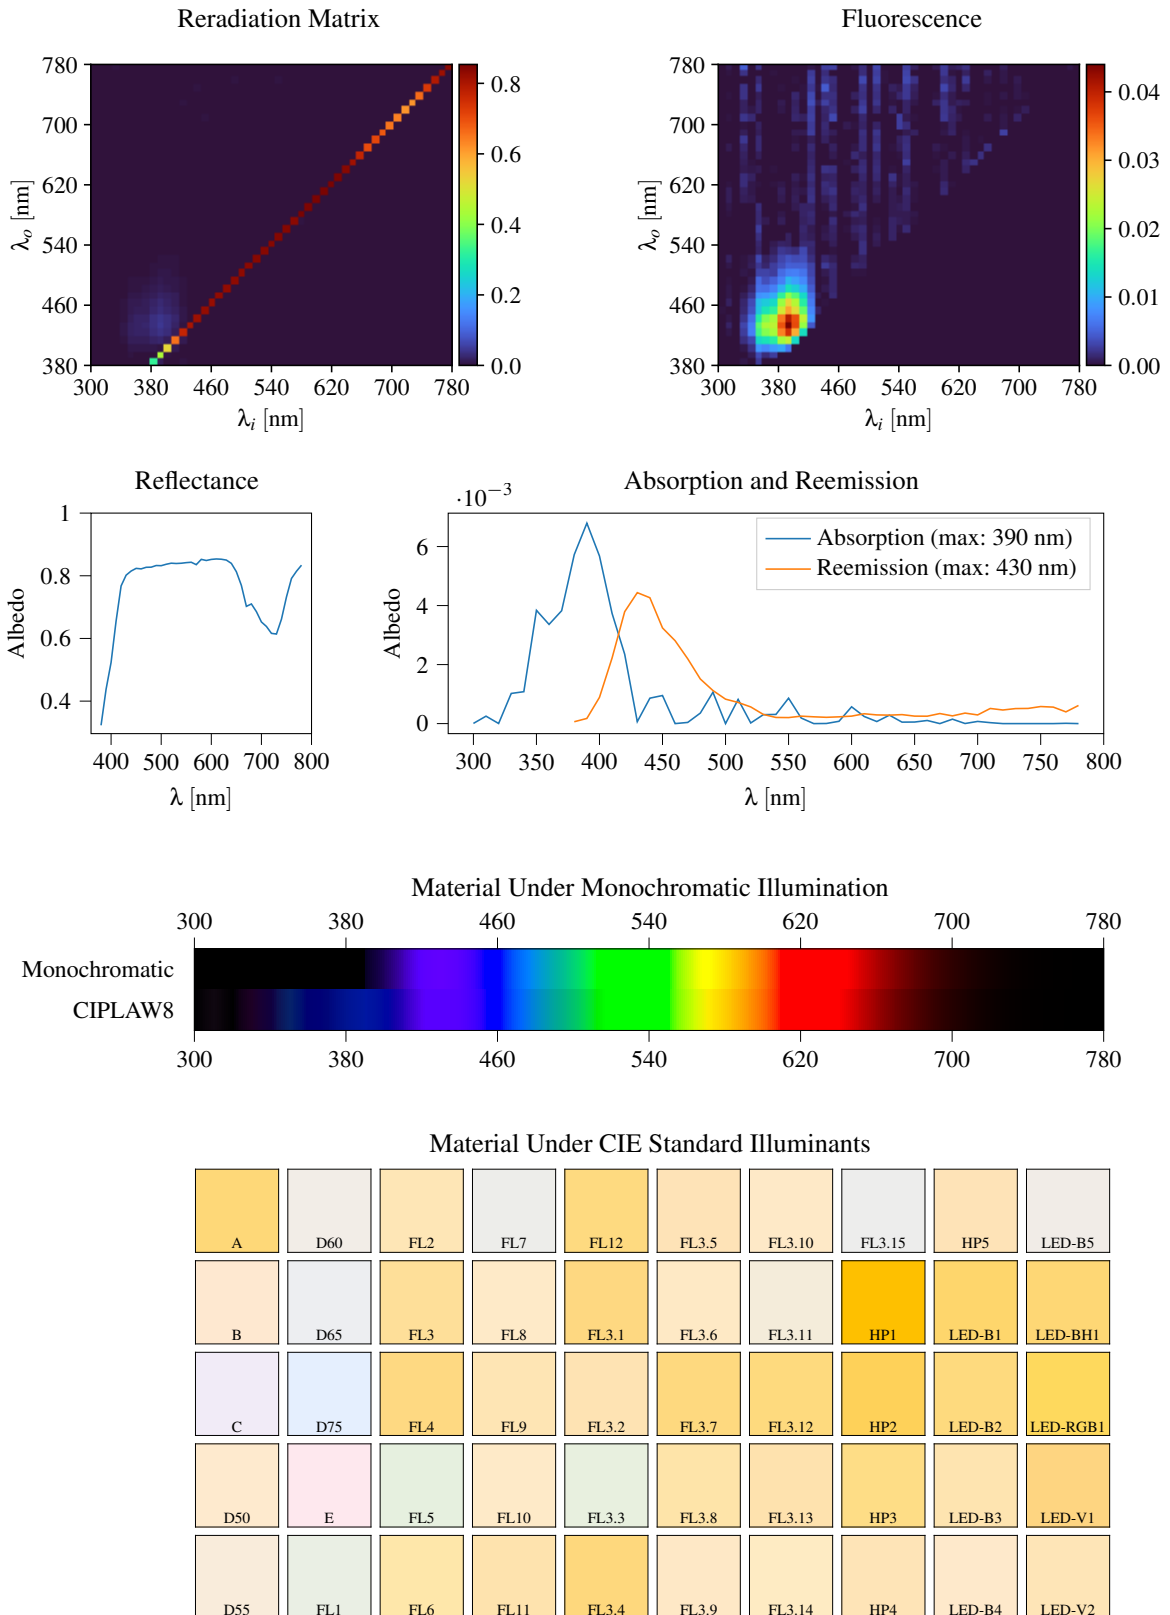 Reradiation Matrix
Fluorescence
780
700
620
540
460
380
300 380 460 540 620 700 780
λo [nm]
λi [nm]
0.8
0.6
0.4
0.2
0.0
780
700
620
540
460
380
300 380 460 540 620 700 780
λo [nm]
λi [nm]
0.04
0.03
0.02
0.01
0.00
Reflectance
1
0.8
0.6
0.4
Albedo
400 500 600 700 800
λ [nm]
Absorption and Reemission
·10−3
6
4
2
0
Albedo
Absorption (max: 390 nm)
Reemission (max: 430 nm)
300 350 400 450 500 550 600 650 700 750 800
λ [nm]
Material Under Monochromatic Illumination
300 380 460 540 620 700 780
Monochromatic
CIPLAW8
300 380 460 540 620 700 780
Material Under CIE Standard Illuminants
A D60 FL2 FL7 FL12 FL3.5 FL3.10 FL3.15 HP5 LED-B5
B D65 FL3 FL8 FL3.1 FL3.6 FL3.11 HP1 LED-B1 LED-BH1
C D75 FL4 FL9 FL3.2 FL3.7 FL3.12 HP2 LED-B2 LED-RGB1
D50 E FL5 FL10 FL3.3 FL3.8 FL3.13 HP3 LED-B3 LED-V1
D55 FL1 FL6 FL11 FL3.4 FL3.9 FL3.14 HP4 LED-B4 LED-V2